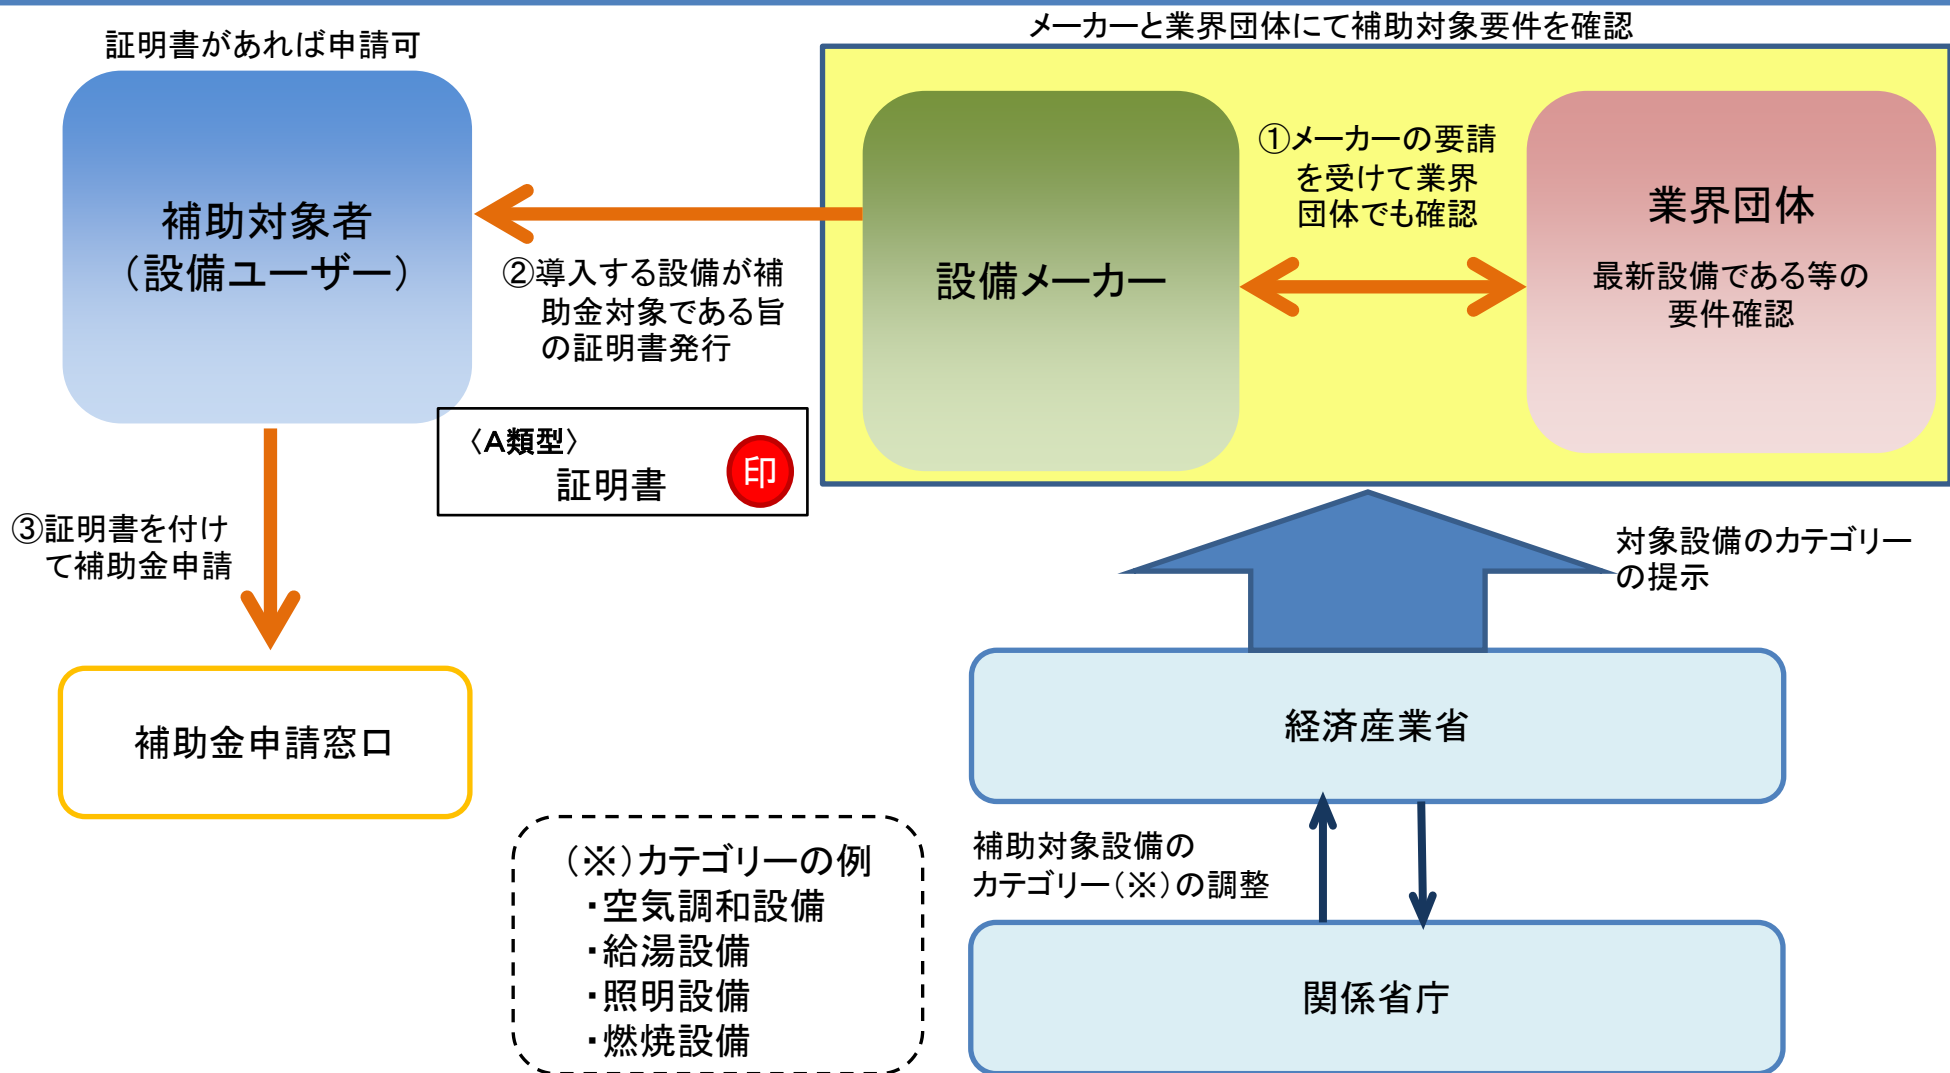 メーカーと業界団体にて補助対象要件を確認
証明書があれば申請可
補助対象者
（設備ユーザー）
設備メーカー
①メーカーの要請
を受けて業界
団体でも確認
業界団体
最新設備である等の
要件確認
②導入する設備が補
助金対象である旨
の証明書発行
〈A類型〉
証明書
印
③証明書を付け
て補助金申請
補助金申請窓口
対象設備のカテゴリー
の提示
経済産業省
補助対象設備の
カテゴリー（※）の調整
関係省庁
（※）カテゴリーの例
・空気調和設備
・給湯設備
・照明設備
・燃焼設備